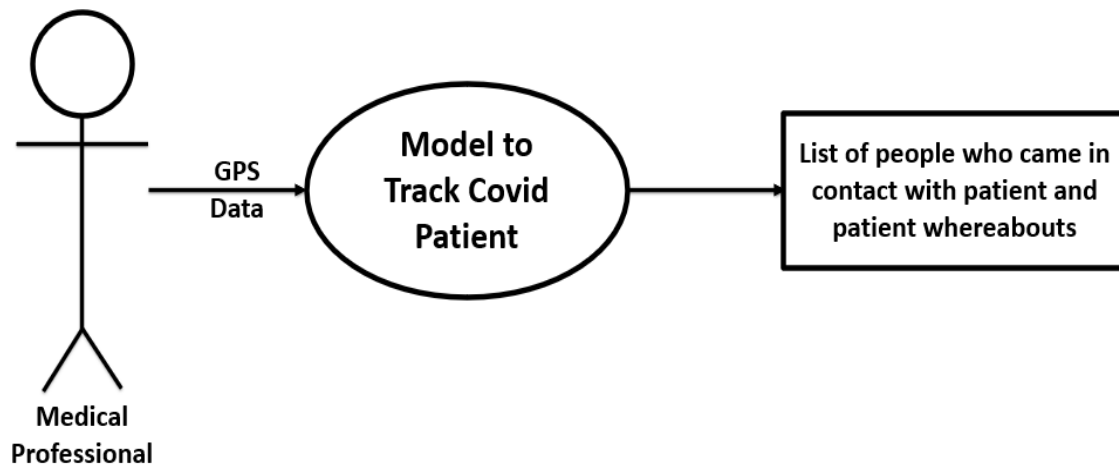 Medical
Professional
GPS
Data
Model to
Track Covid
Patient
List of people who came in
contact with patient and
patient whereabouts